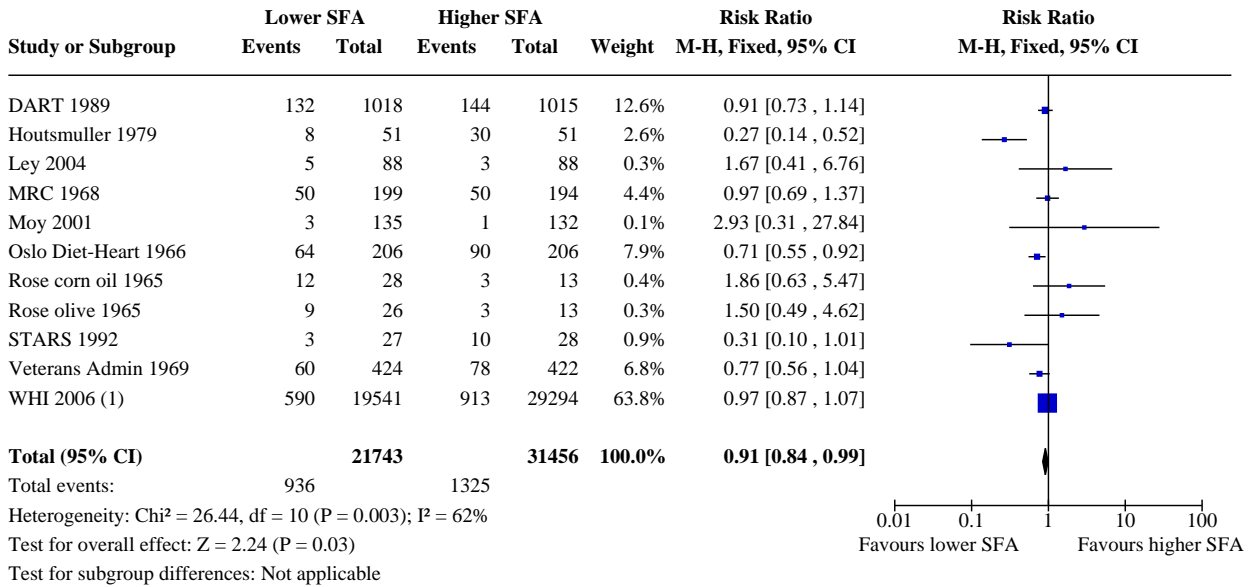 Lower SFA Higher SFA Risk Ratio Risk Ratio
Study or Subgroup Events Total Events Total Weight M-H, Fixed, 95% CI M-H, Fixed, 95% CI
DART 1989 132 1018 144 1015 12.6% 0.91 [0.73 , 1.14]
Houtsmuller 1979 8 51 30 51 2.6% 0.27 [0.14 , 0.52]
Ley 2004 5 88 3 88 0.3% 1.67 [0.41 , 6.76]
MRC 1968 50 199 50 194 4.4% 0.97 [0.69 , 1.37]
Moy 2001 3 135 1 132 0.1% 2.93 [0.31 , 27.84]
Oslo Diet-Heart 1966 64 206 90 206 7.9% 0.71 [0.55 , 0.92]
Rose corn oil 1965 12 28 3 13 0.4% 1.86 [0.63 , 5.47]
Rose olive 1965 9 26 3 13 0.3% 1.50 [0.49 , 4.62]
STARS 1992 3 27 10 28 0.9% 0.31 [0.10 , 1.01]
Veterans Admin 1969 60 424 78 422 6.8% 0.77 [0.56 , 1.04]
WHI 2006 (1) 590 19541 913 29294 63.8% 0.97 [0.87 , 1.07]
Total (95% CI) 21743 31456 100.0% 0.91 [0.84 , 0.99]
Total events: 936 1325
Heterogeneity: Chi² = 26.44, df = 10 (P = 0.003); I² = 62%
0.01 0.1 1 10 100
Test for overall effect: Z = 2.24 (P = 0.03)
Favours lower SFA Favours higher SFA
Test for subgroup differences: Not applicable